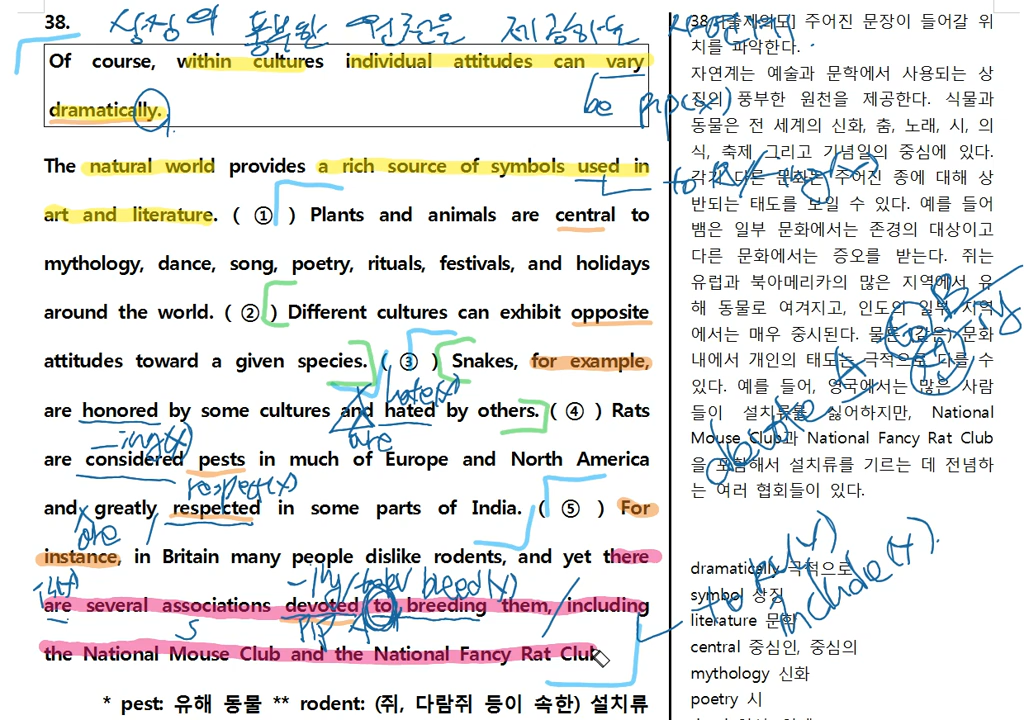 38.
상징의 풍부한 원천을 제공하는 자연계
Of course, within cultures individual attitudes can vary
dramatically.
be pp(x)
The natural world provides a rich source of symbols used in
art and literature. ( ① ) Plants and animals are central to
mythology, dance, song, poetry, rituals, festivals, and holidays
around the world. ( ② ) Different cultures can exhibit opposite
attitudes toward a given species. ( ③ ) Snakes, for example,
are honored by some cultures and hated by others. ( ④ ) Rats
hate(x)
are
-ing(x)
are considered pests in much of Europe and North America
respect(x)
and greatly respected in some parts of India. ( ⑤ ) For
are
instance, in Britain many people dislike rodents, and yet there
breed(x)
are several associations devoted to breeding them, including
S
the National Mouse Club and the National Fancy Rat Club
* pest: 유해 동물 ** rodent: (쥐, 다람쥐 등이 속한) 설치류
주어진 문장이 들어갈 위
치를 파악한다.
자연계는 예술과 문학에서 사용되는 상
징의 풍부한 원천을 제공한다. 식물과
동물은 전 세계의 신화, 춤, 노래, 시, 의
식, 축제, 그리고 기념일의 중심에 있다.
각기 다른 문화는 주어진 종에 대해 상
반되는 태도를 보일 수 있다. 예를 들어
뱀은 일부 문화에서는 존경의 대상이고
다른 문화에서는 증오를 받는다. 쥐는
유럽과 북아메리카의 많은 지역에서 유
해 동물로 여겨지고, 인도의 일부 지역
에서는 매우 중시된다. 물론 (같은) 문화
내에서 개인의 태도는 극적으로 다를 수
있다. 예를 들어, 영국에서는 많은 사람
들이 설치류를 싫어하지만, National
Mouse Club과 National Fancy Rat Club
을 포함해서 설치류를 기르는 데 전념하
는 여러 협회들이 있다.
devote A to B
include(x)
dramatically 극적으로
symbol 상징
literature 문학
central 중심인, 중심의
mythology 신화
poetry 시